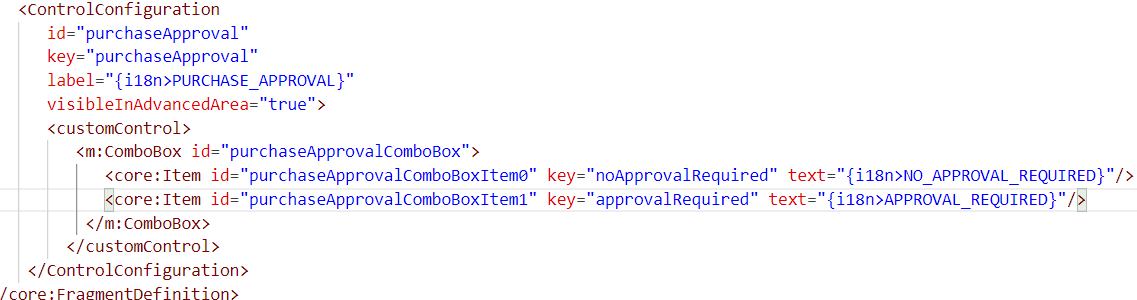 <ControlConfiguration
id="purchaseApproval"
key="purchaseApproval"
label="{i18n>PURCHASE_APPROVAL}"
visibleInAdvancedArea="true">
<customControl>
<m:ComboBox id="purchaseApprovalComboBox">
<core:Item id="purchaseApprovalComboBoxItem0" key="noApprovalRequired" text="{i18n>NO_APPROVAL_REQUIRED}"/>
<core:Item id="purchaseApprovalComboBoxItem1" key="approvalRequired" text="{i18n>APPROVAL_REQUIRED}"/>
</m:ComboBox>
</customControl>
</ControlConfiguration>
/core:FragmentDefinition>